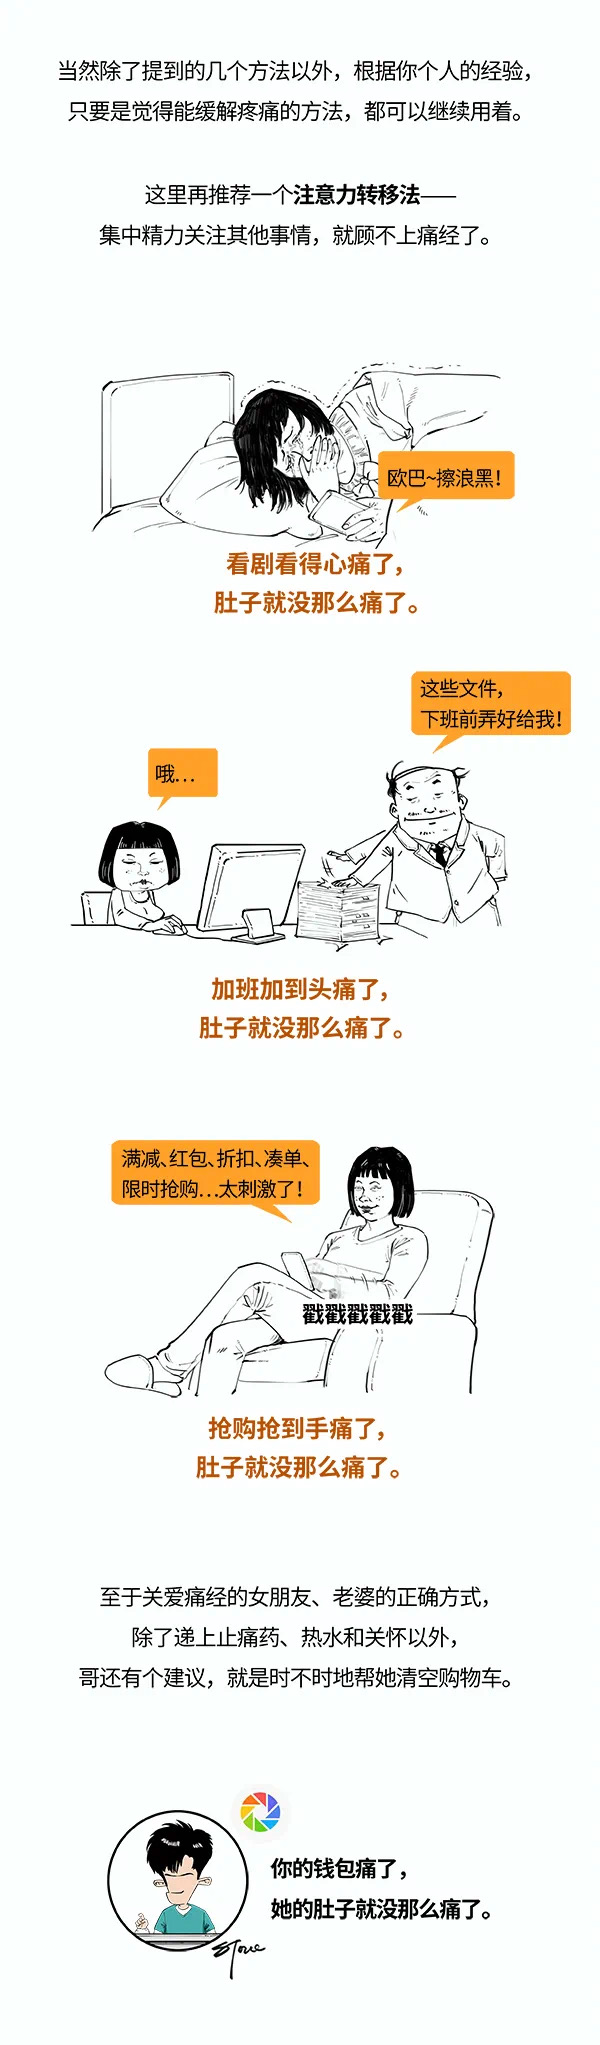 当然除了提到的几个方法以外，根据你个人的经验，
只要是觉得能缓解疼痛的方法，都可以继续用着。
这里再推荐一个注意力转移法——
集中精力关注其他事情，就顾不上痛经了。
欧巴~擦浪黑！
看剧看得心痛了，
肚子就没那么痛了。
这些文件，
下班前弄好给我！
哦...
加班加到头痛了，
肚子就没那么痛了。
满减、红包、折扣、凑单、
限时抢购...太刺激了！
戳戳戳戳戳
抢购抢到手痛了，
肚子就没那么痛了。
至于关爱痛经的女朋友、老婆的正确方式，
除了递上止痛药、热水和关怀以外，
哥还有个建议，就是时不时地帮她清空购物车。
你的钱包痛了，
她的肚子就没那么痛了。